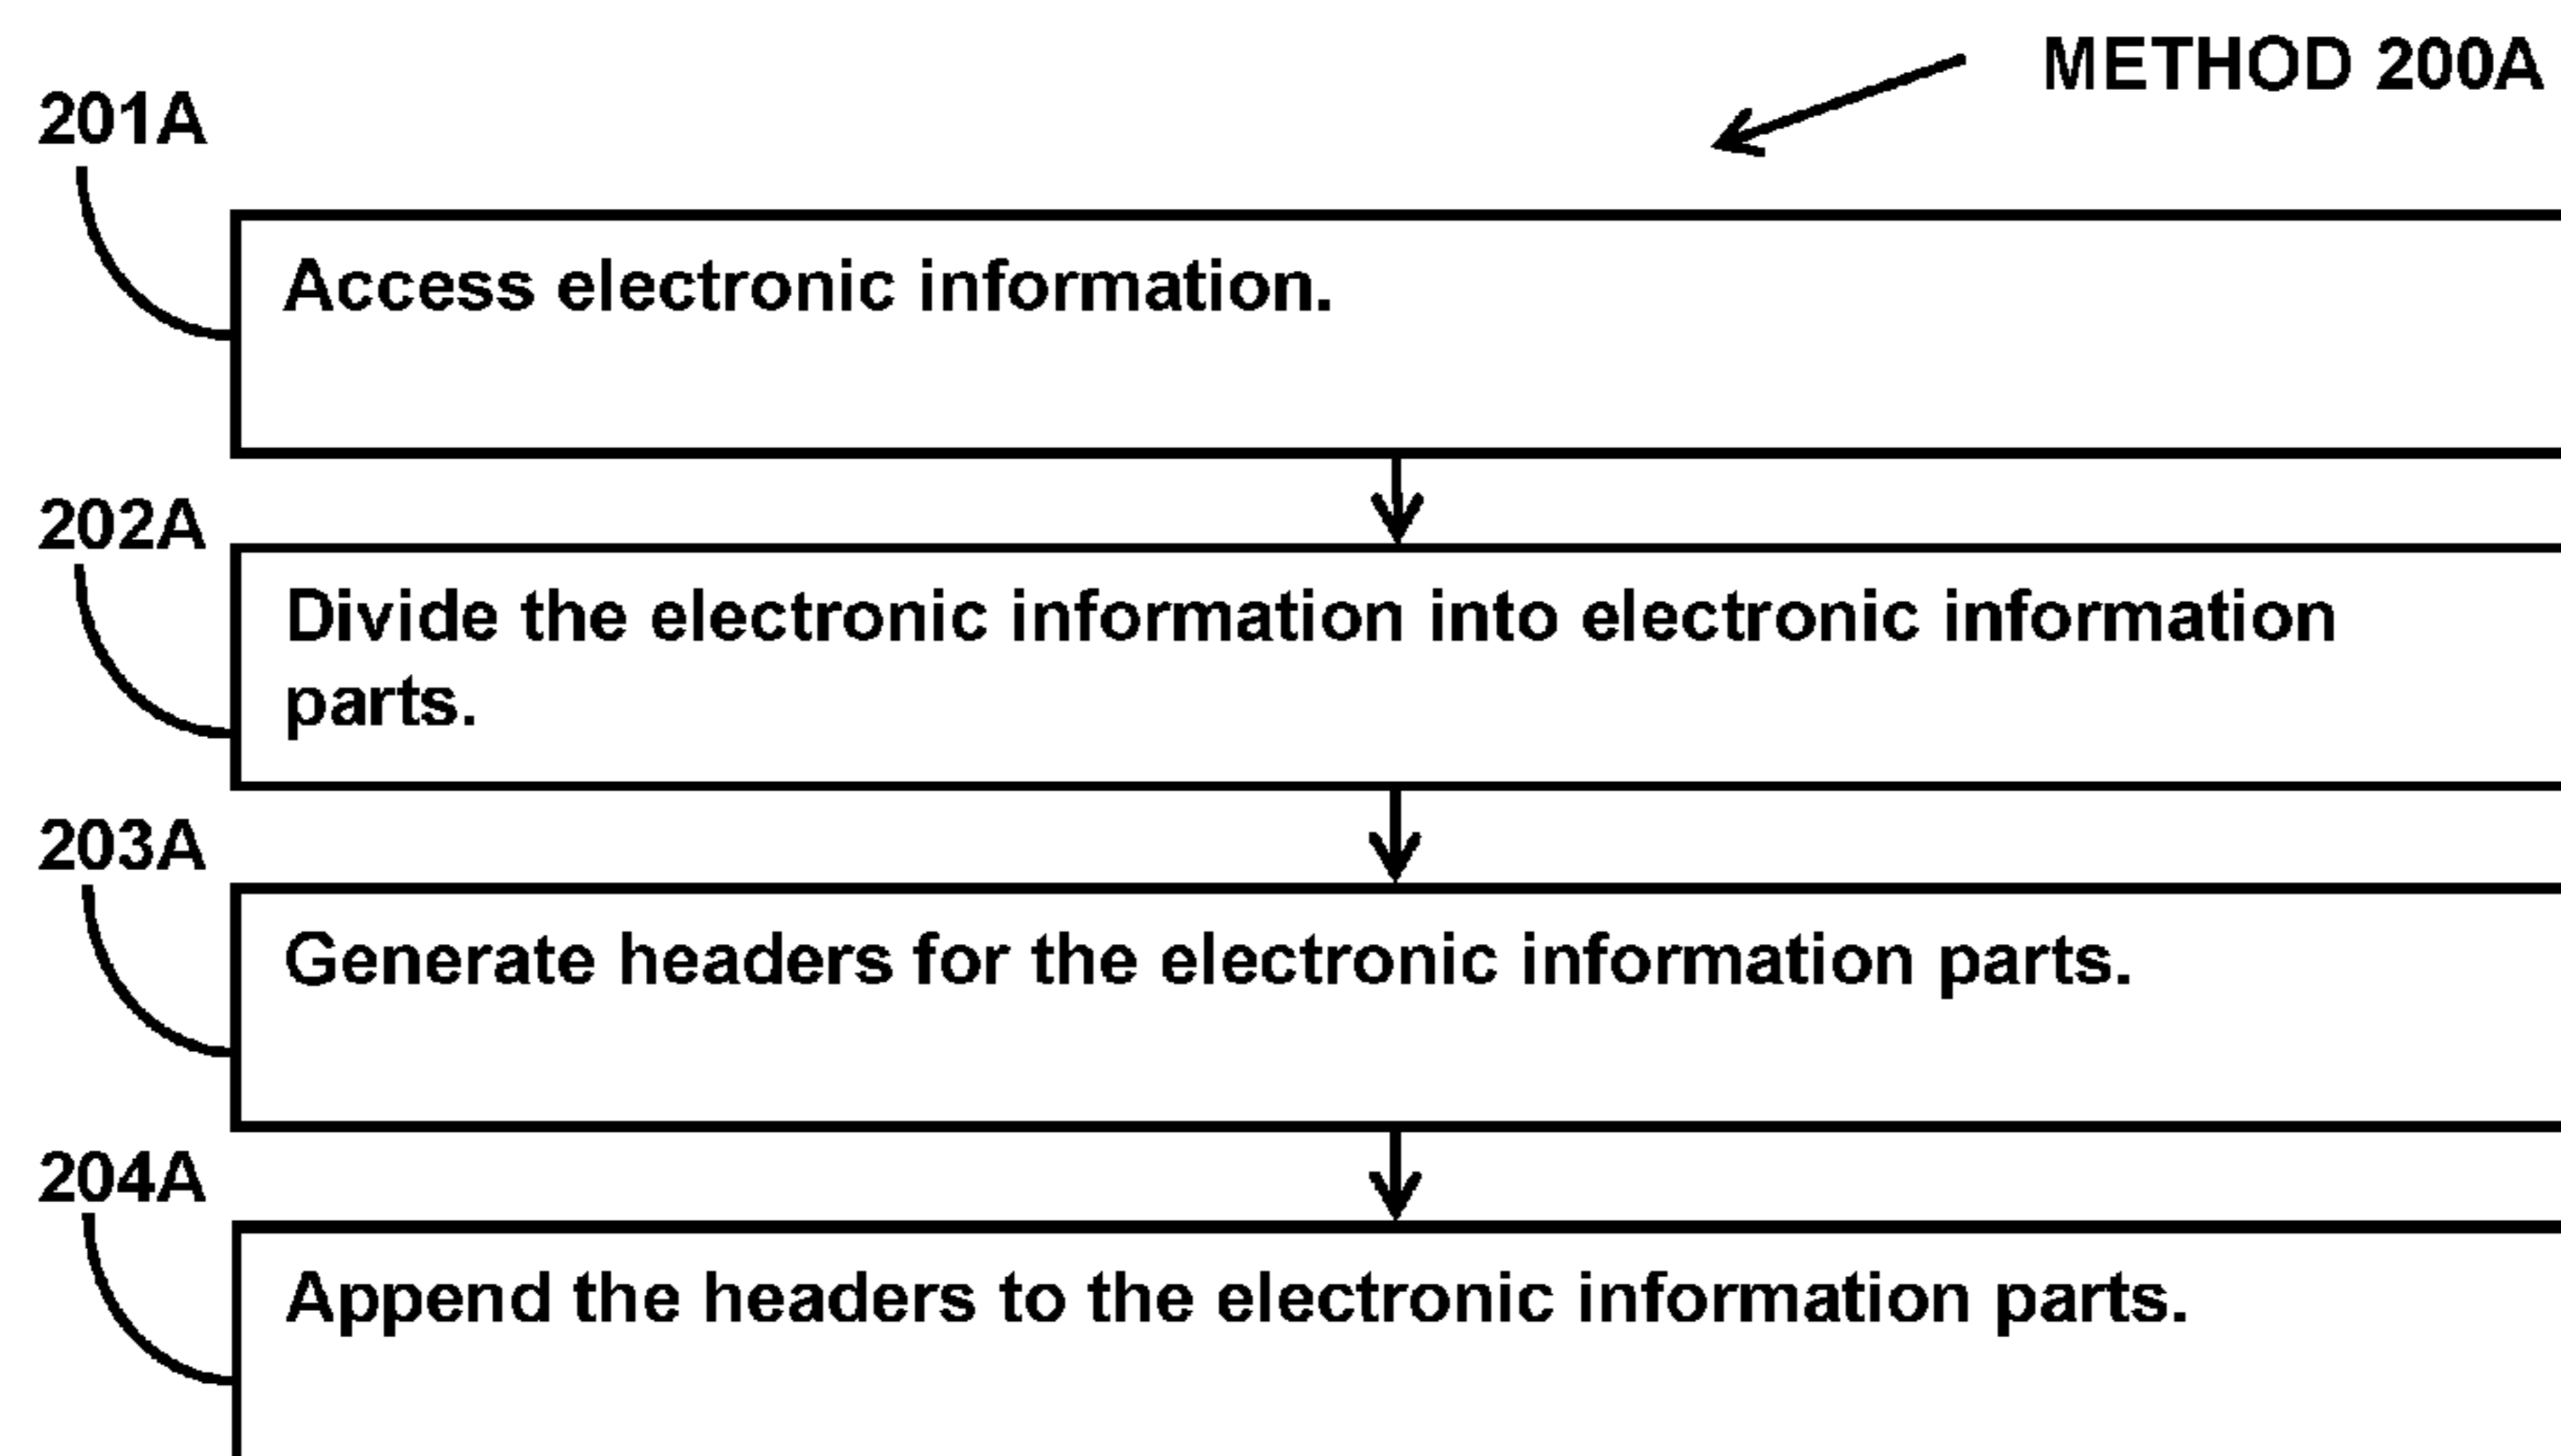 METHOD 200A
201A
Access electronic information.
202A
Divide the electronic information into electronic information
parts.
203A
Generate headers for the electronic information parts.
204A
Append the headers to the electronic information parts.